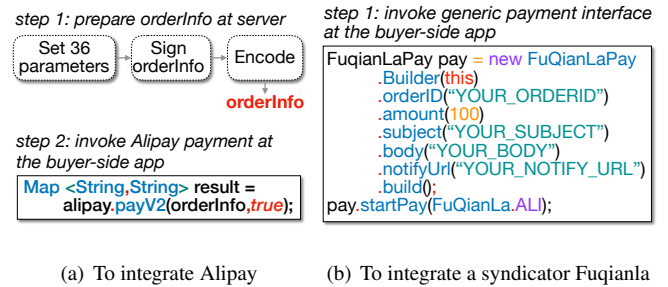 step 1: prepare orderInfo at server
Set 36
parameters
Sign
orderInfo
Encode
orderInfo
step 2: invoke Alipay payment at
the buyer-side app
Map <String,String> result =
alipay.payV2(orderInfo,true);
(a) To integrate Alipay
step 1: invoke generic payment interface
at the buyer-side app
FuqianLaPay pay = new FuQianLaPay
.Builder(this)
.orderID(“YOUR_ORDERID”)
.amount(100)
.subject(“YOUR_SUBJECT”)
.body(“YOUR_BODY”)
.notifyUrl(“YOUR_NOTIFY_URL”)
.build();
pay.startPay(FuQianLa.ALI);
(b) To integrate a syndicator Fuqianla